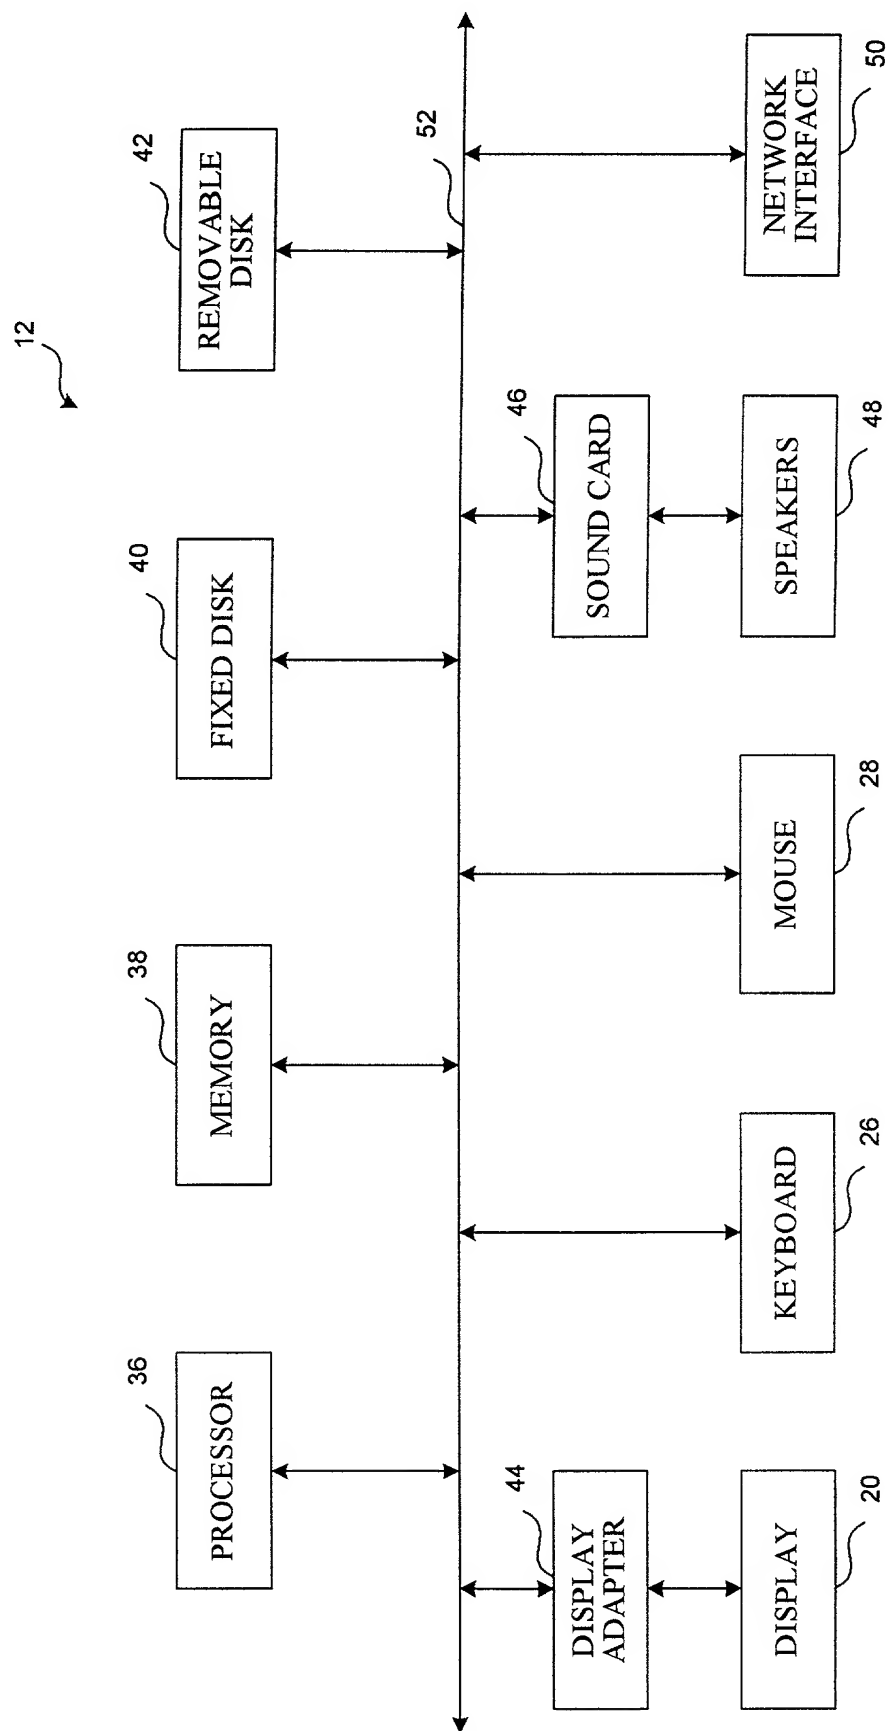 12
PROCESSOR
36
MEMORY
38
FIXED DISK
40
REMOVABLE
DISK
42
52
DISPLAY
ADAPTER
44
DISPLAY
20
KEYBOARD
26
MOUSE
28
SOUND CARD
46
SPEAKERS
48
NETWORK
INTERFACE
50